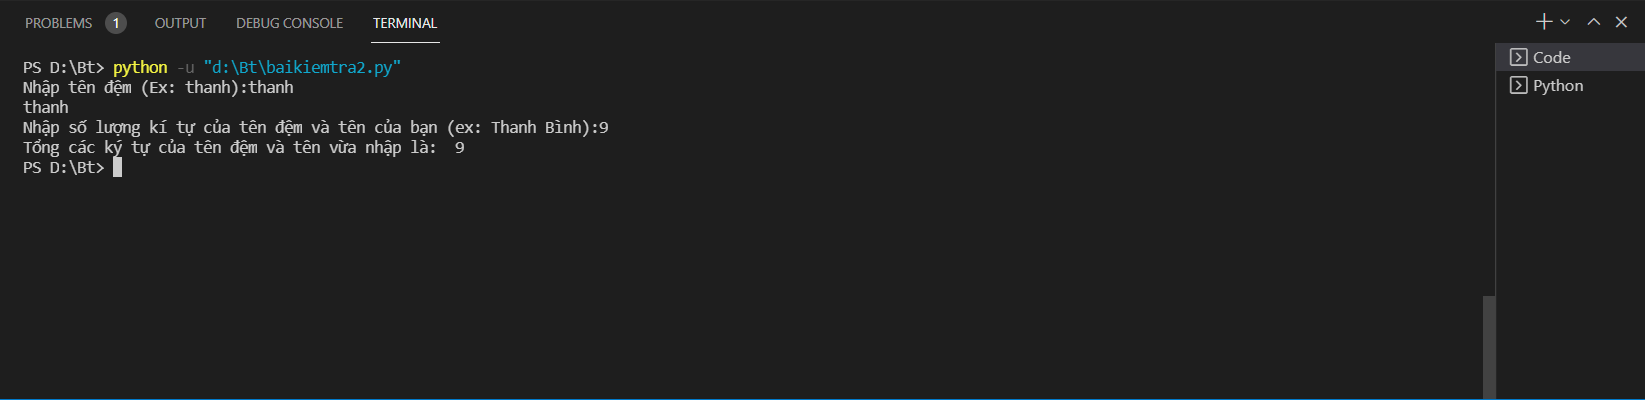 PROBLEMS 1 OUTPUT DEBUG CONSOLE TERMINAL
PS D:\Bt> python -u "d:\Bt\baikiemtra2.py"
Nhập tên đệm (Ex: thanh):thanh
thanh
Nhập số lượng kí tự của tên đệm và tên của bạn (ex: Thanh Bình):9
Tổng các ký tự của tên đệm và tên vừa nhập là:  9
PS D:\Bt>
Code
Python